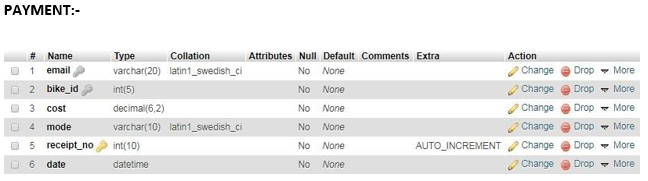 PAYMENT:-
# Name Type Collation Attributes Null Default Comments Extra Action
1 email varchar(20) latin1_swedish_ci No None Change Drop More
2 bike_id int(5) No None Change Drop More
3 cost decimal(6,2) No None Change Drop More
4 mode varchar(10) latin1_swedish_ci No None Change Drop More
5 receipt_no int(10) No None AUTO_INCREMENT Change Drop More
6 date datetime No None Change Drop More